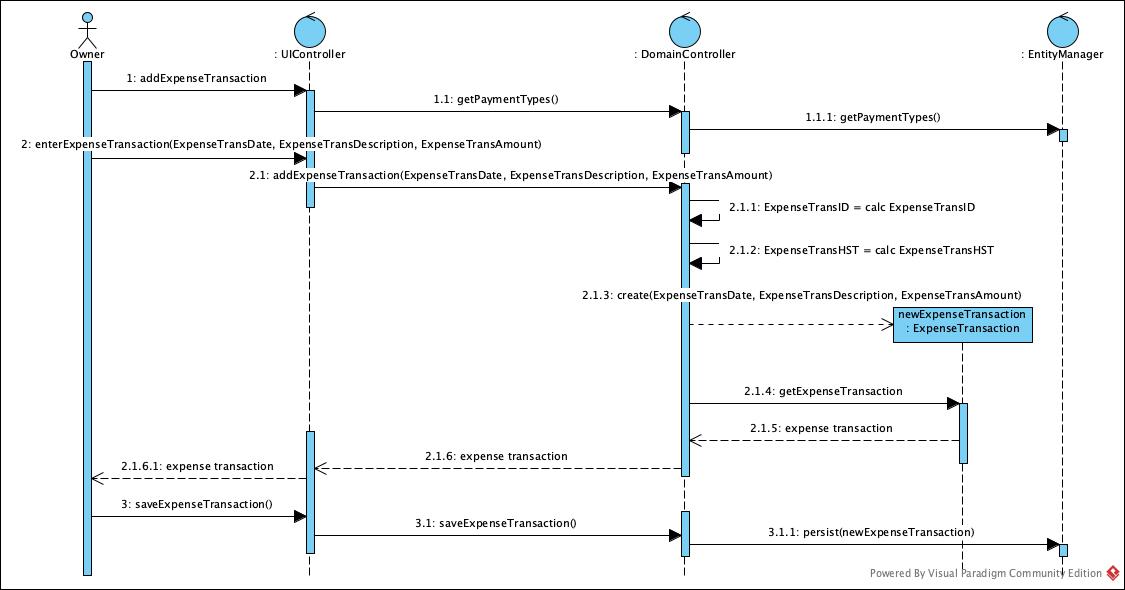 Owner
: UIController
: DomainController
: EntityManager
1: addExpenseTransaction
1.1: getPaymentTypes()
1.1.1: getPaymentTypes()
2: enterExpenseTransaction(ExpenseTransDate, ExpenseTransDescription, ExpenseTransAmount)
2.1: addExpenseTransaction(ExpenseTransDate, ExpenseTransDescription, ExpenseTransAmount)
2.1.1: ExpenseTransID = calc ExpenseTransID
2.1.2: ExpenseTransHST = calc ExpenseTransHST
2.1.3: create(ExpenseTransDate, ExpenseTransDescription, ExpenseTransAmount)
newExpenseTransaction
: ExpenseTransaction
2.1.4: getExpenseTransaction
2.1.5: expense transaction
2.1.6: expense transaction
2.1.6.1: expense transaction
3: saveExpenseTransaction()
3.1: saveExpenseTransaction()
3.1.1: persist(newExpenseTransaction)
Powered By Visual Paradigm Community Edition